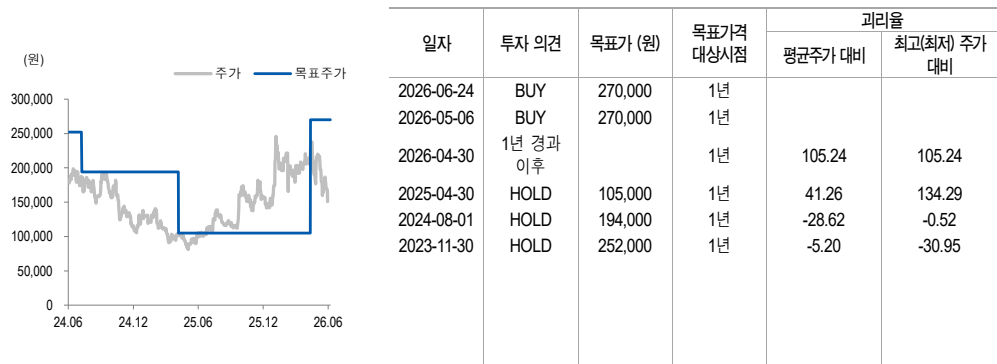 (원)
주가 목표주가
300,000
250,000
200,000
150,000
100,000
50,000
0
24.06 24.12 25.06 25.12 26.06
일자 투자 의견 목표가 (원) 목표가격 대상시점 괴리율
평균주가 대비 최고(최저) 주가 대비
2026-06-24 BUY 270,000 1년
2026-05-06 BUY 270,000 1년
2026-04-30 1년 경과 이후 1년 105.24 105.24
2025-04-30 HOLD 105,000 1년 41.26 134.29
2024-08-01 HOLD 194,000 1년 -28.62 -0.52
2023-11-30 HOLD 252,000 1년 -5.20 -30.95